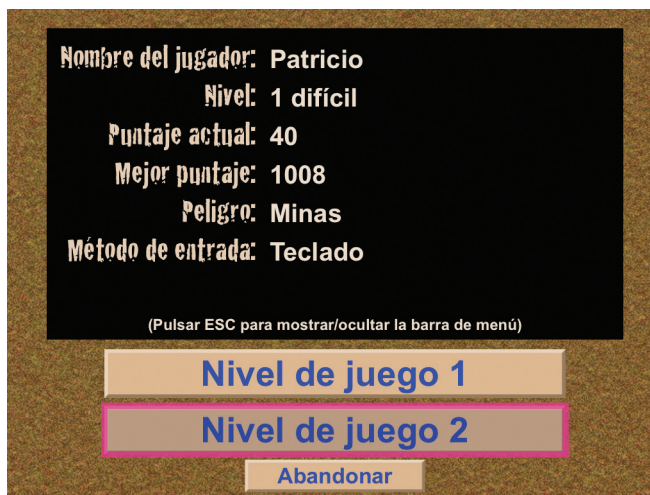 Nombre del jugador: Patricio
Nivel: 1 difícil
Puntaje actual: 40
Mejor puntaje: 1008
Peligro: Minas
Método de entrada: Teclado
(Pulsar ESC para mostrar/ocultar la barra de menú)
Nivel de juego 1
Nivel de juego 2
Abandonar